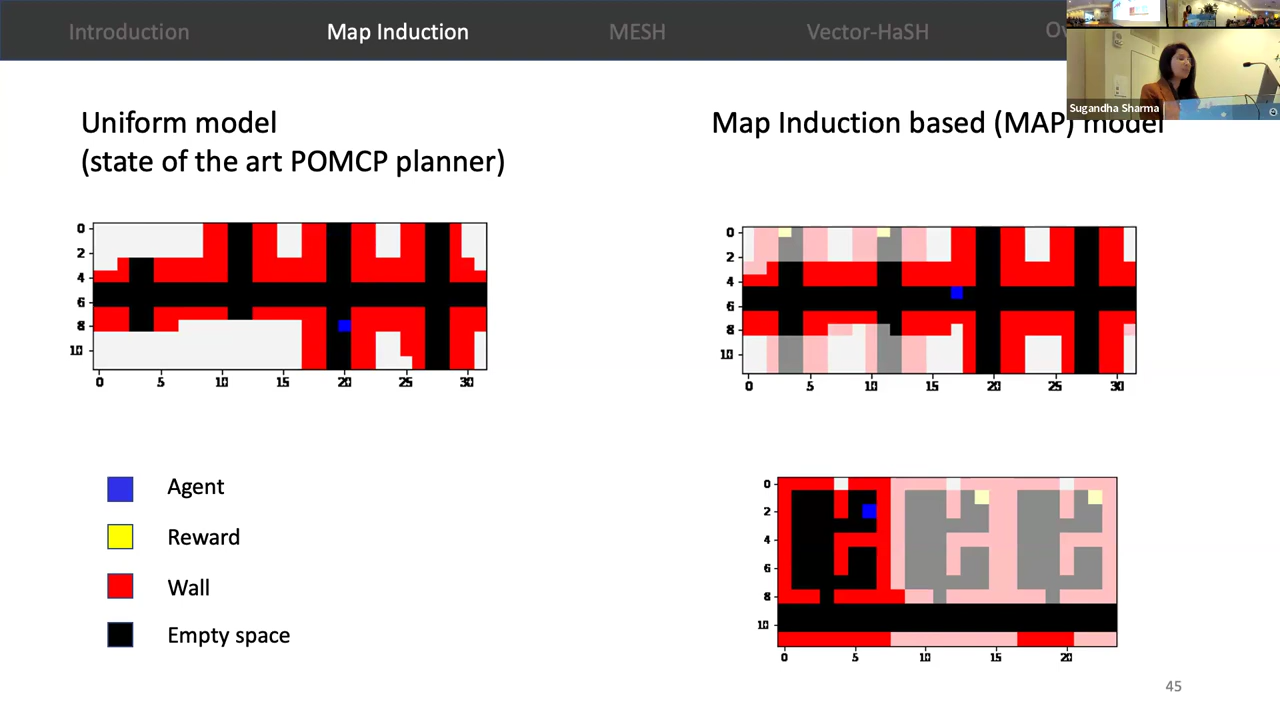 Introduction
Map Induction
MESH
Vector-HaSH
Sugandha Sharma
Uniform model
(state of the art POMCP planner)
Map Induction based (MAP) model
0
2
4
6
8
10
0 5 10 15 20 25 30
0
2
4
6
8
10
0 5 10 15 20 25 30
Agent
Reward
Wall
Empty space
0
2
4
6
8
10
0 5 10 15 20
45